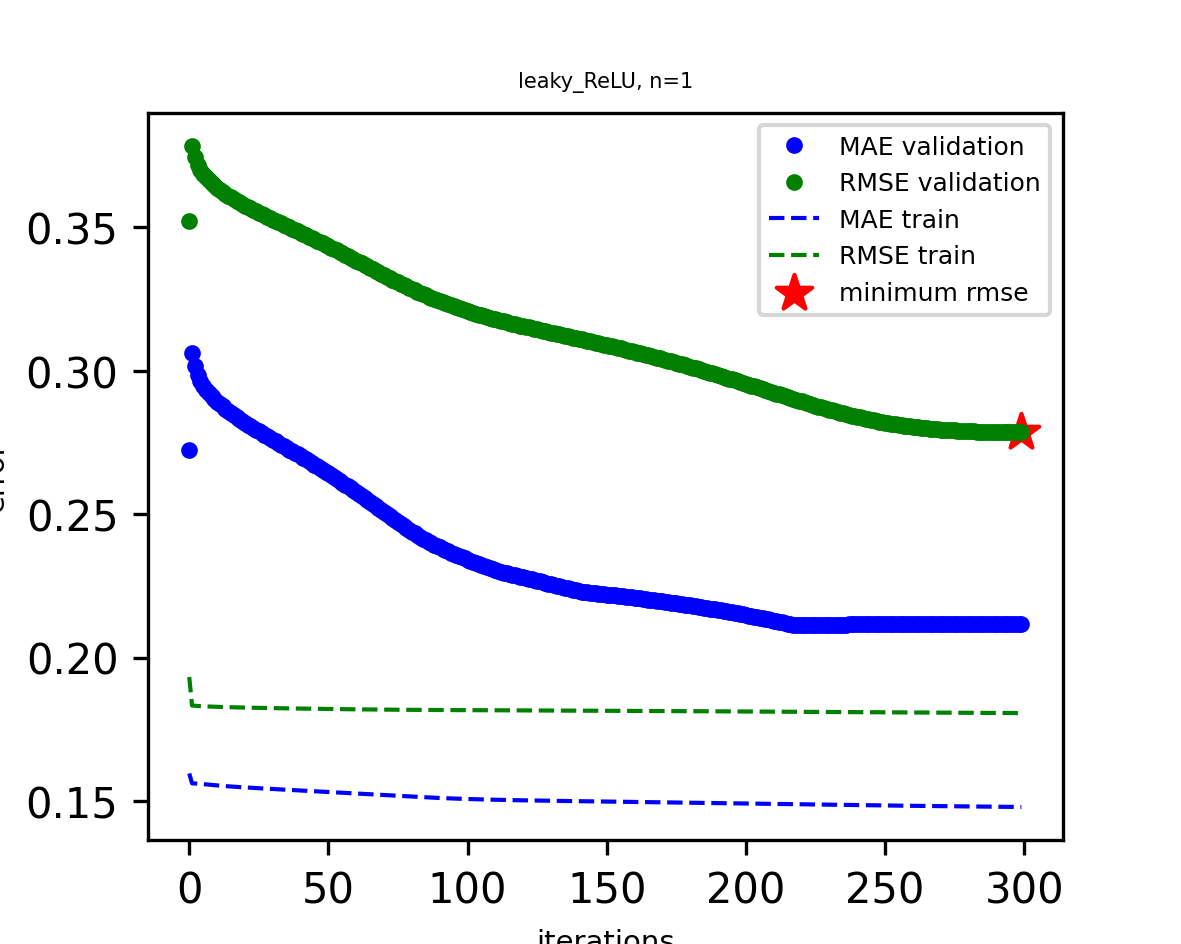 leaky_ReLU, n=1
MAE validation
RMSE validation
MAE train
RMSE train
minimum rmse
0.35
0.30
0.25
0.20
0.15
0 50 100 150 200 250 300
iterations